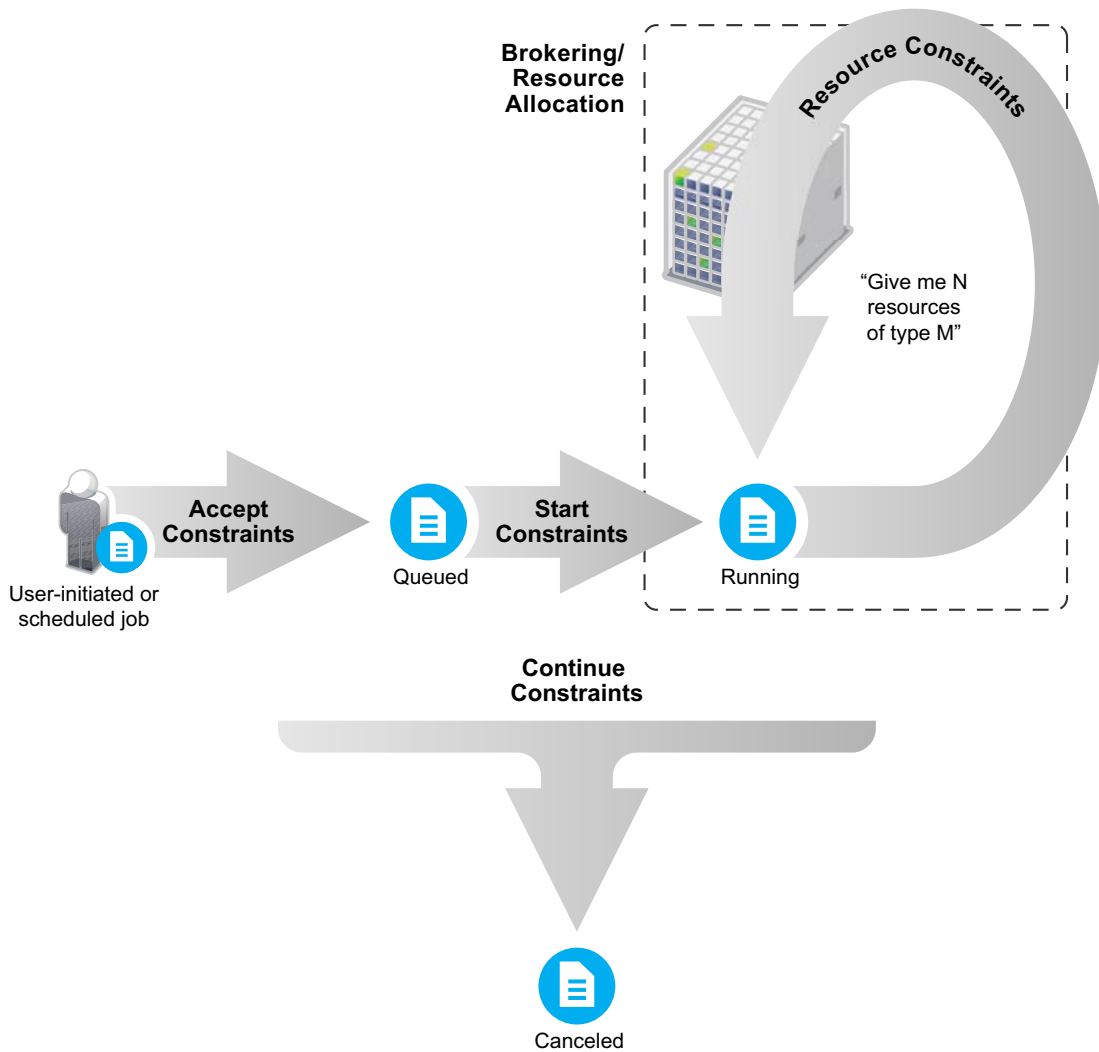 Brokering/
Resource
Allocation
Resource Constraints
“Give me N
resources
of type M”
Accept
Constraints
Start
Constraints
Queued
Running
User-initiated or
scheduled job
Continue
Constraints
Canceled